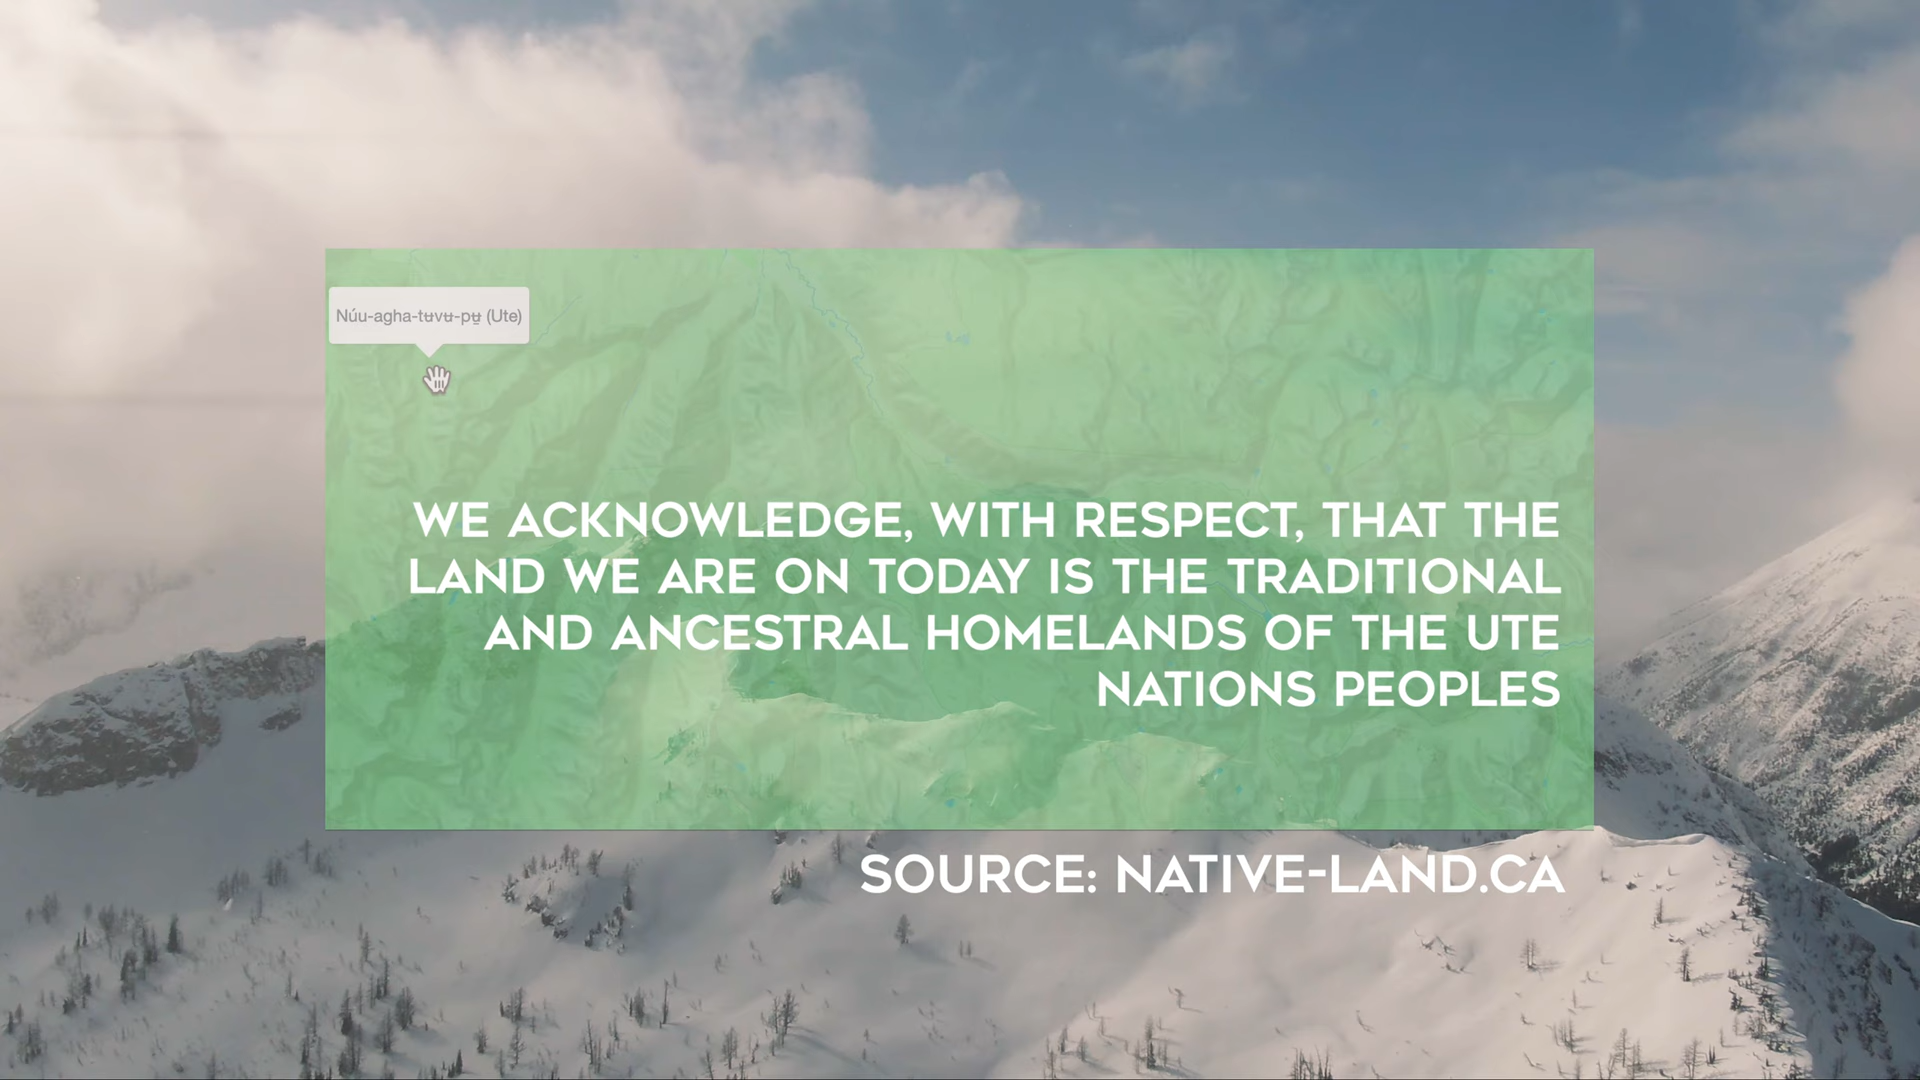 Núu-agha-tʉvʉ-pʉ̱ (Ute)
WE ACKNOWLEDGE, WITH RESPECT, THAT THE
LAND WE ARE ON TODAY IS THE TRADITIONAL
AND ANCESTRAL HOMELANDS OF THE UTE
NATIONS PEOPLES
SOURCE: NATIVE-LAND.CA